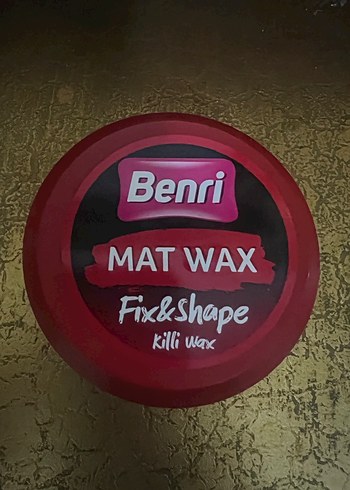 Benri
MAT WAX
Fix&Shape
Killi wax